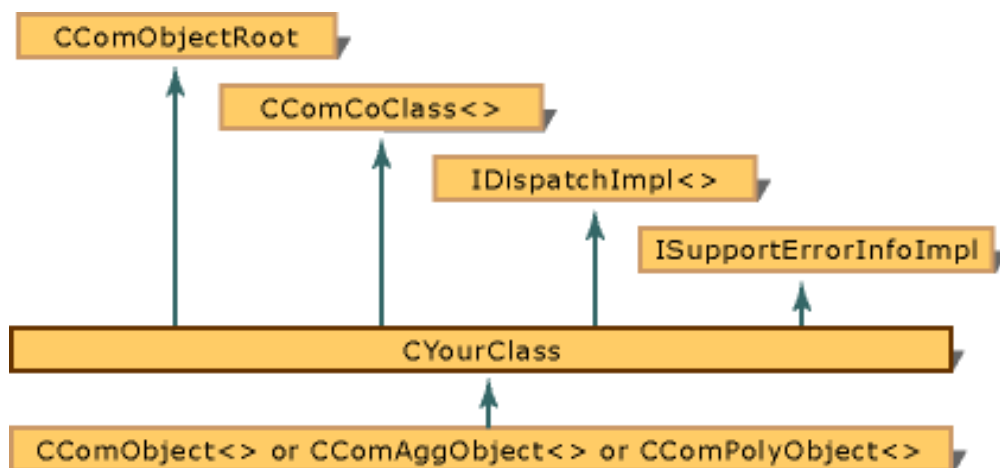 CComObjectRoot
CComCoClass<>
IDispatchImpl<>
ISupportErrorInfoImpl
CYourClass
CComObject<> or CComAggObject<> or CComPolyObject<>